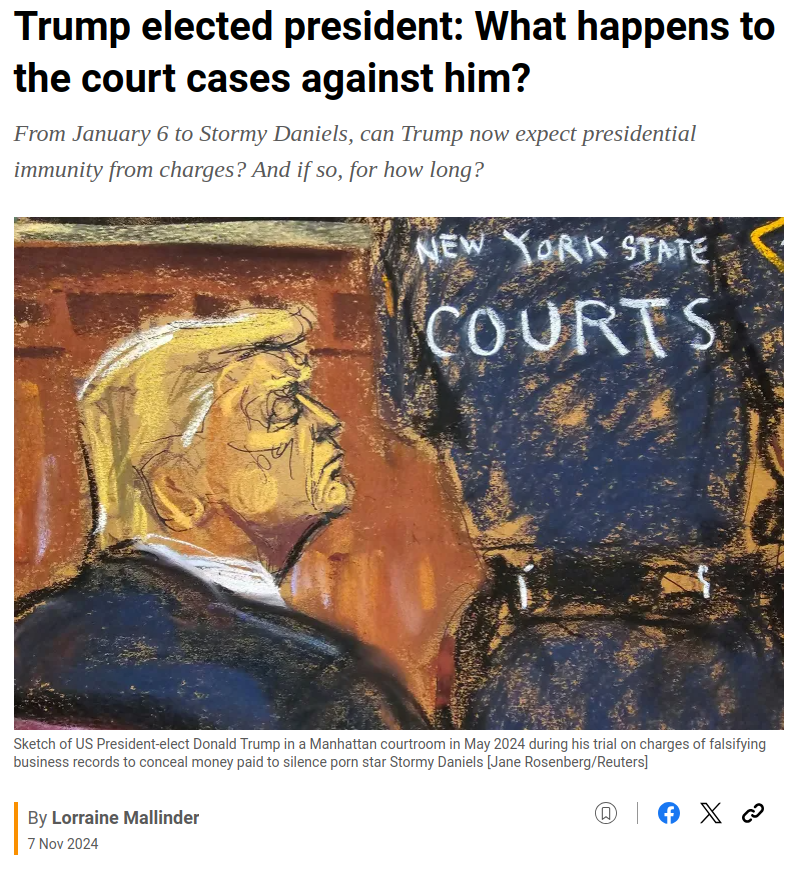 Trump elected president: What happens to
the court cases against him?
From January 6 to Stormy Daniels, can Trump now expect presidential
immunity from charges? And if so, for how long?
NEW YORK STATE
COURTS
Sketch of US President-elect Donald Trump in a Manhattan courtroom in May 2024 during his trial on charges of falsifying
business records to conceal money paid to silence porn star Stormy Daniels [Jane Rosenberg/Reuters]
By Lorraine Mallinder
7 Nov 2024